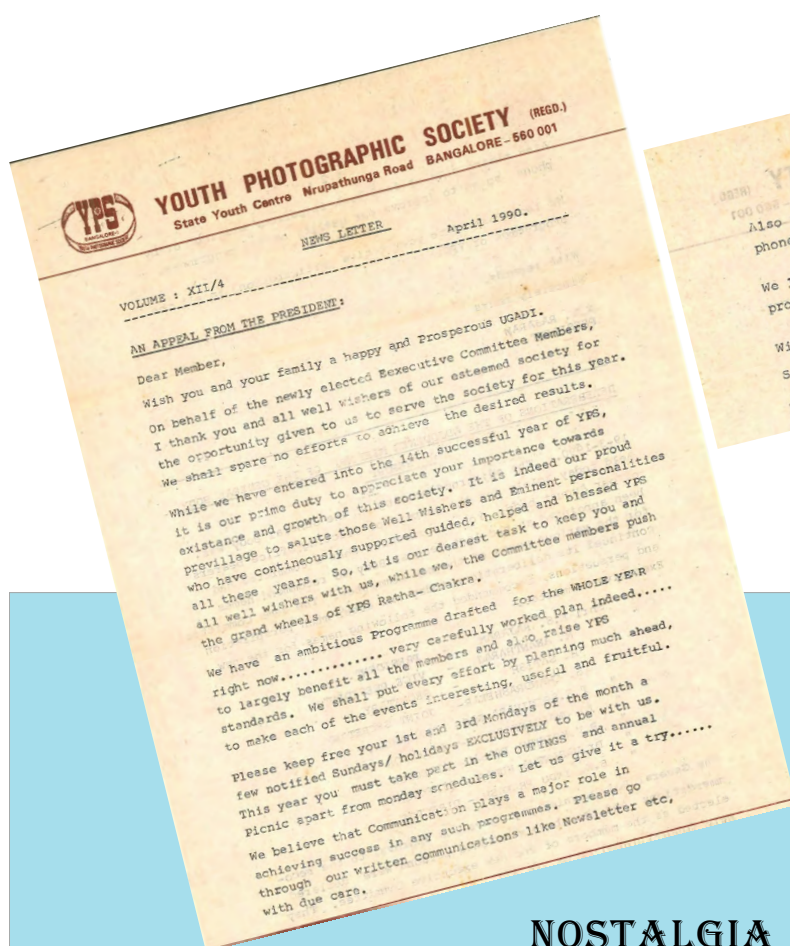 YOUTH PHOTOGRAPHIC SOCIETY (REGD.)
State Youth Centre Nrupathunga Road BANGALORE-560 001
YPS
BANGALORE
NEWS LETTER April 1990.
VOLUME : XII/4
AN APPEAL FROM THE PRESIDENT:
Dear Member,
Wish you and your family a happy and Prosperous UGADI.
On behalf of the newly elected Eexecutive Committee Members,
I thank you and all well wishers of our esteemed society for
the opportunity given to us to serve the society for this year.
We shall spare no efforts to achieve the desired results.
While we have entered into the 14th successful year of YPS,
it is our prime duty to appreciate your importance towards
existance and growth of this society. It is indeed our proud
previllage to salute those Well Wishers and Eminent personalities
who have contineously supported guided, helped and blessed YPS
all these years. So, it is our dearest task to keep you and
all well wishers with us, while we, the Committee members push
the grand wheels of YPS Ratha- Chakra.
We have an ambitious Programme drafted for the WHOLE YEAR
right now............. very carefully worked plan indeed.....
to largely benefit all the members and also raise YPS
standards. We shall put every effort by planning much ahead,
to make each of the events interesting, useful and fruitful.
Please keep free your 1st and 3rd Mondays of the month a
few notified Sundays/ holidays EXCLUSIVELY to be with us.
This year you must take part in the OUTINGS and annual
Picnic apart from monday schedules. Let us give it a try......
We believe that Communication plays a major role in
achieving success in any such programmes. Please go
through our written communications like Newsletter etc,
with due care.
Also
phone
We
pro
Wi
S
NOSTALGIA